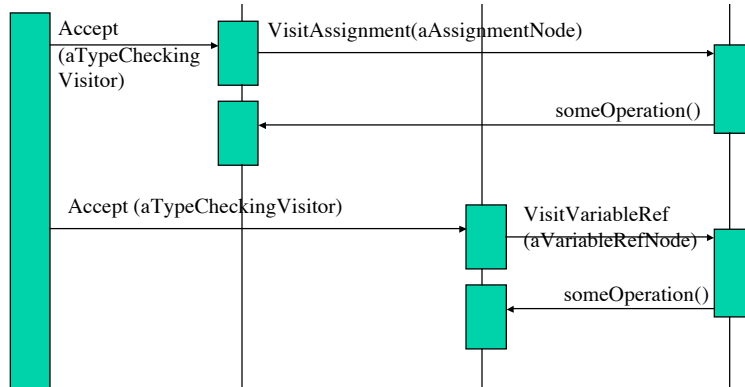 Accept
(aTypeChecking
Visitor)
VisitAssignment(aAssignmentNode)
someOperation()
Accept (aTypeCheckingVisitor)
VisitVariableRef
(aVariableRefNode)
someOperation()